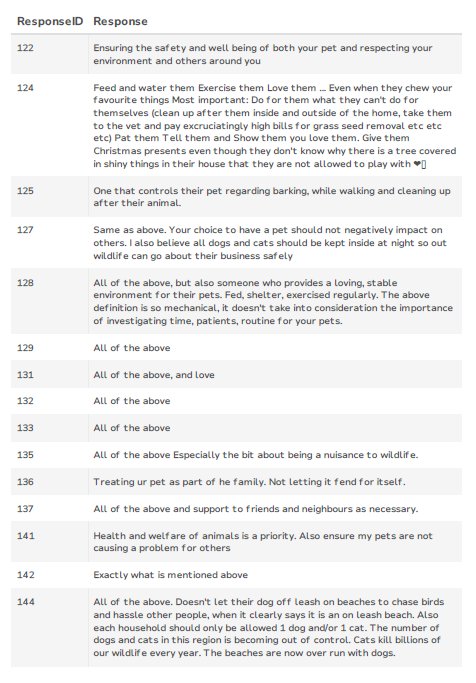 ResponseID Response
122 Ensuring the safety and well being of both your pet and respecting your
environment and others around you
124 Feed and water them Exercise them Love them ... Even when they chew your
favourite things Most important: Do for them what they can't do for
themselves (clean up after them inside and outside of the home, take them
to the vet and pay excruciatingly high bills for grass seed removal etc etc
etc) Pat them Tell them and Show them you love them. Give them
Christmas presents even though they don't know why there is a tree covered
in shiny things in their house that they are not allowed to play with ❤▯
125 One that controls their pet regarding barking, while walking and cleaning up
after their animal.
127 Same as above. Your choice to have a pet should not negatively impact on
others. I also believe all dogs and cats should be kept inside at night so out
wildlife can go about their business safely
128 All of the above, but also someone who provides a loving, stable
environment for their pets. Fed, shelter, exercised regularly. The above
definition is so mechanical, it doesn't take into consideration the importance
of investigating time, patients, routine for your pets.
129 All of the above
131 All of the above, and love
132 All of the above
133 All of the above
135 All of the above Especially the bit about being a nuisance to wildlife.
136 Treating ur pet as part of he family. Not letting it fend for itself.
137 All of the above and support to friends and neighbours as necessary.
141 Health and welfare of animals is a priority. Also ensure my pets are not
causing a problem for others
142 Exactly what is mentioned above
144 All of the above. Doesn't let their dog off leash on beaches to chase birds
and hassle other people, when it clearly says it is an on leash beach. Also
each household should only be allowed 1 dog and/or 1 cat. The number of
dogs and cats in this region is becoming out of control. Cats kill billions of
our wildlife every year. The beaches are now over run with dogs.